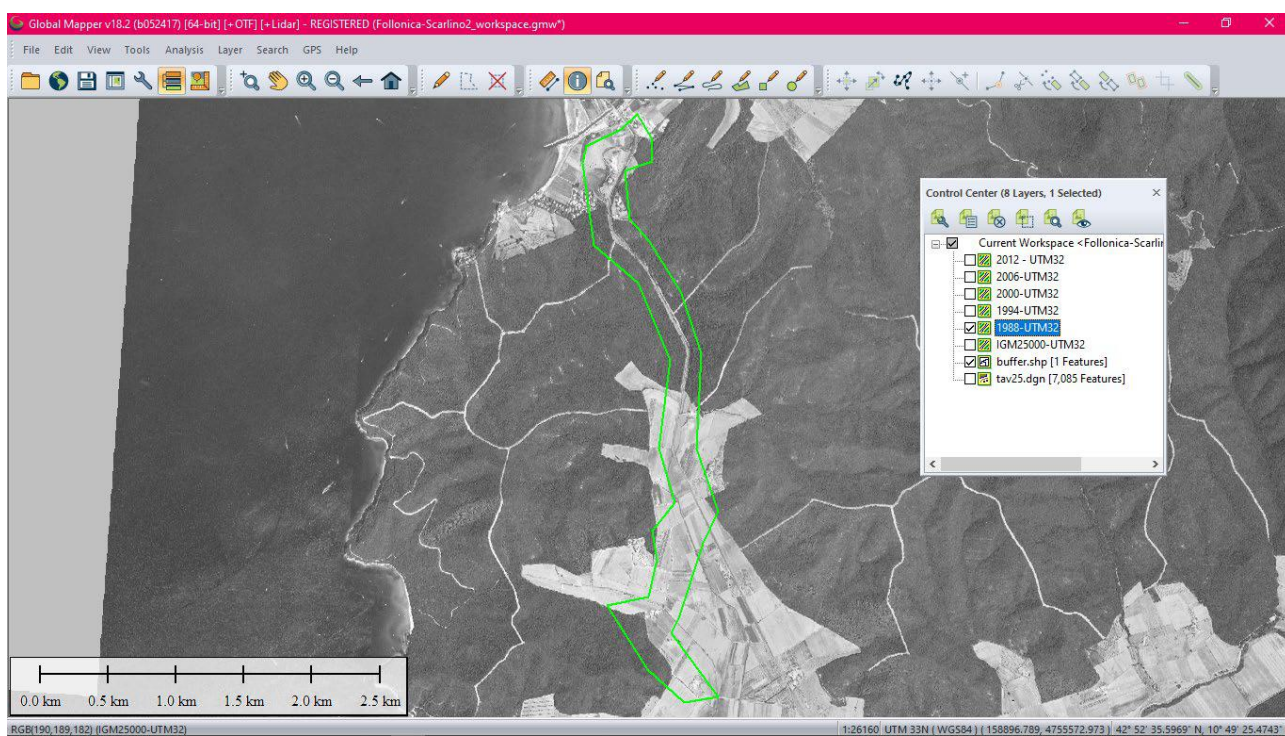 Global Mapper v18.2 (b052417) [64-bit] [+OTF] [+Lidar] - REGISTERED (Follonica-Scarlino2_workspace.gmw*)
File Edit View Tools Analysis Layer Search GPS Help
Control Center (8 Layers, 1 Selected)
Current Workspace <Follonica-Scarlin
2012 - UTM32
2006-UTM32
2000-UTM32
1994-UTM32
1988-UTM32
IGM25000-UTM32
buffer.shp [1 Features]
tav25.dgn [7,085 Features]
0.0 km 0.5 km 1.0 km 1.5 km 2.0 km 2.5 km
RGB(190,189,182) (IGM25000-UTM32) 1:26160 UTM 33N ( WGS84 ) ( 158896.789, 4755572.973 ) 42° 52' 35.5969" N, 10° 49' 25.4743"